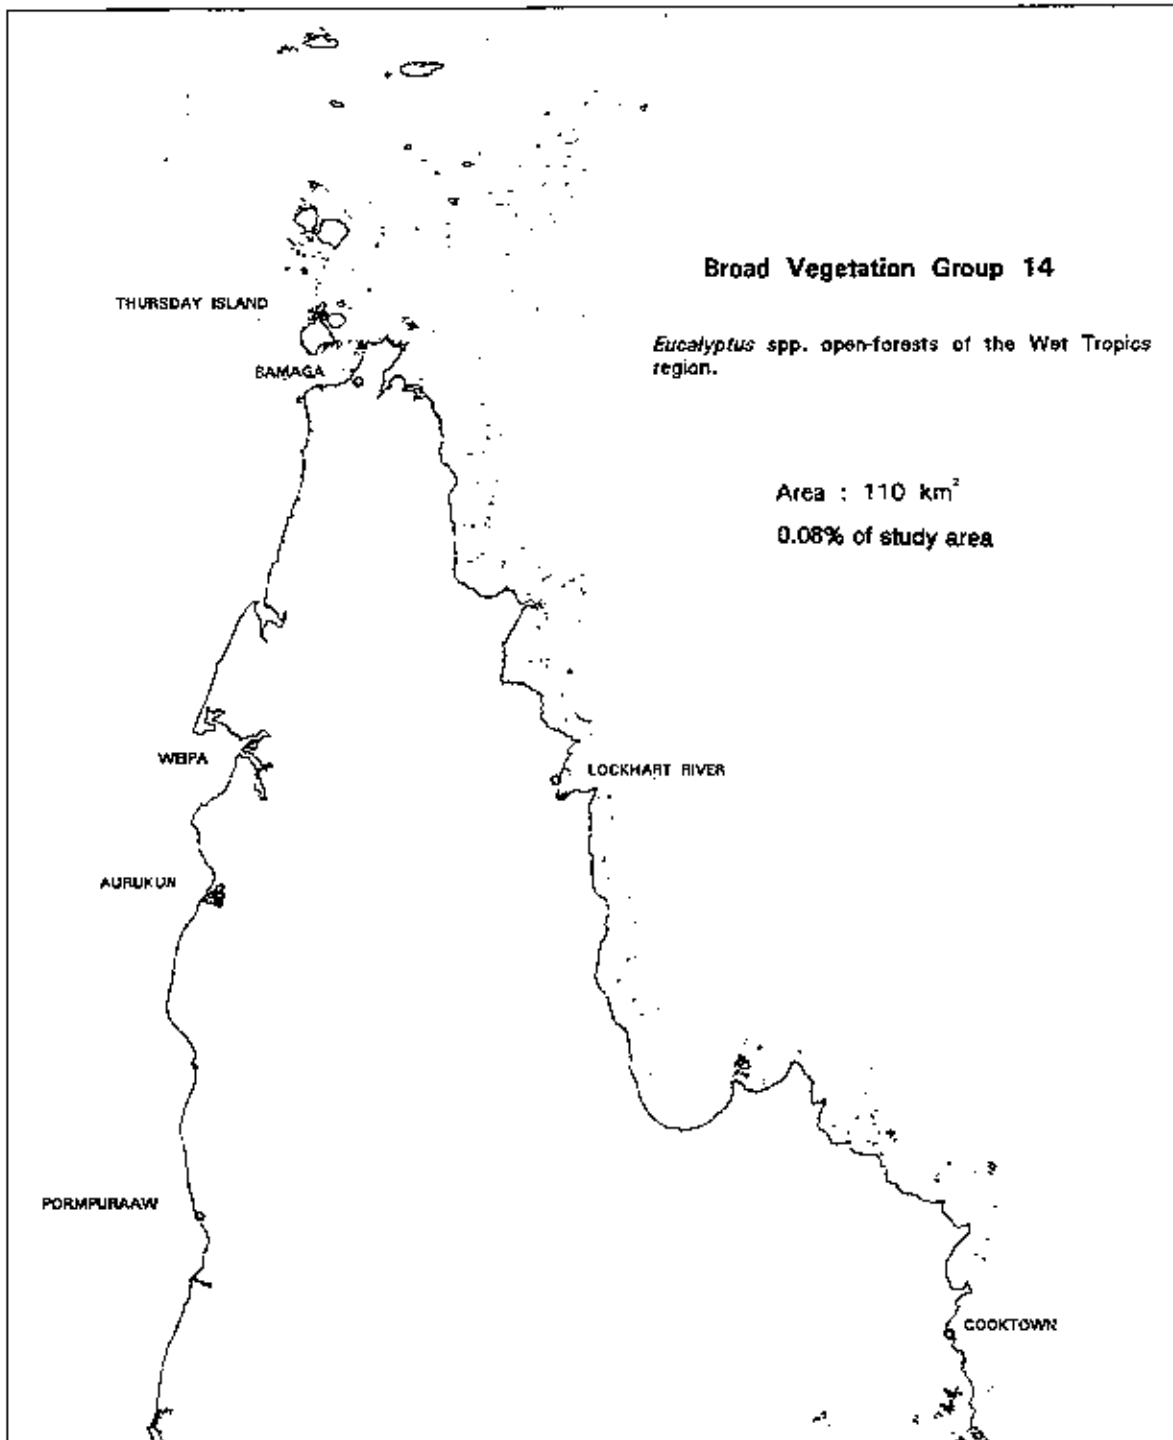 Broad Vegetation Group 14
THURSDAY ISLAND
Eucalyptus spp. open-forests of the Wet Tropics
region.
BAMAGA
Area : 110 km²
0.08% of study area
WEIPA
LOCKHART RIVER
AURUKUN
PORMPURAAW
COOKTOWN